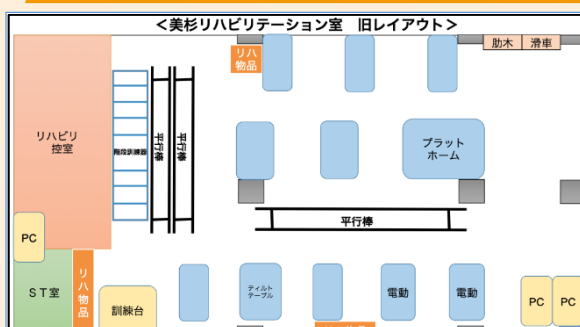 ＜美杉リハビリテーション室　旧レイアウト＞
リハ
物品
肋木
滑車
リハビリ
控室
階段訓練器
平行棒
平行棒
プラット
ホーム
平行棒
PC
ST室
リハ物品
訓練台
ティルト
テーブル
電動
電動
PC
PC